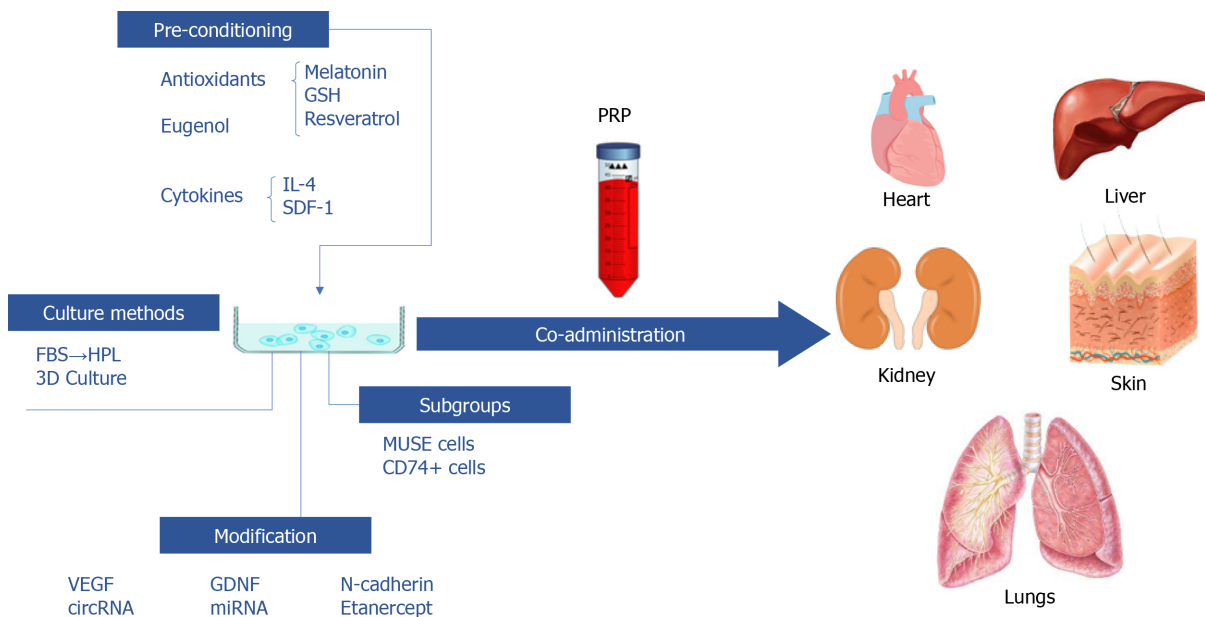 Pre-conditioning
Antioxidants
Melatonin
GSH
Resveratrol
Eugenol
Cytokines
IL-4
SDF-1
Culture methods
FBS→HPL
3D Culture
Subgroups
MUSE cells
CD74+ cells
Modification
VEGF GDNF N-cadherin
circRNA miRNA Etanercept
PRP
Co-administration
Heart
Liver
Kidney
Skin
Lungs